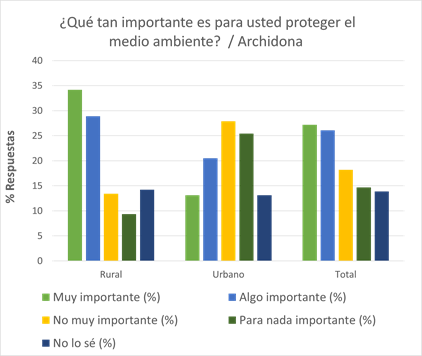 ¿Qué tan importante es para usted proteger el
medio ambiente?  / Archidona
% Respuestas
40
35
30
25
20
15
10
5
0
Rural
Urbano
Total
Muy importante (%)
Algo importante (%)
No muy importante (%)
Para nada importante (%)
No lo sé (%)